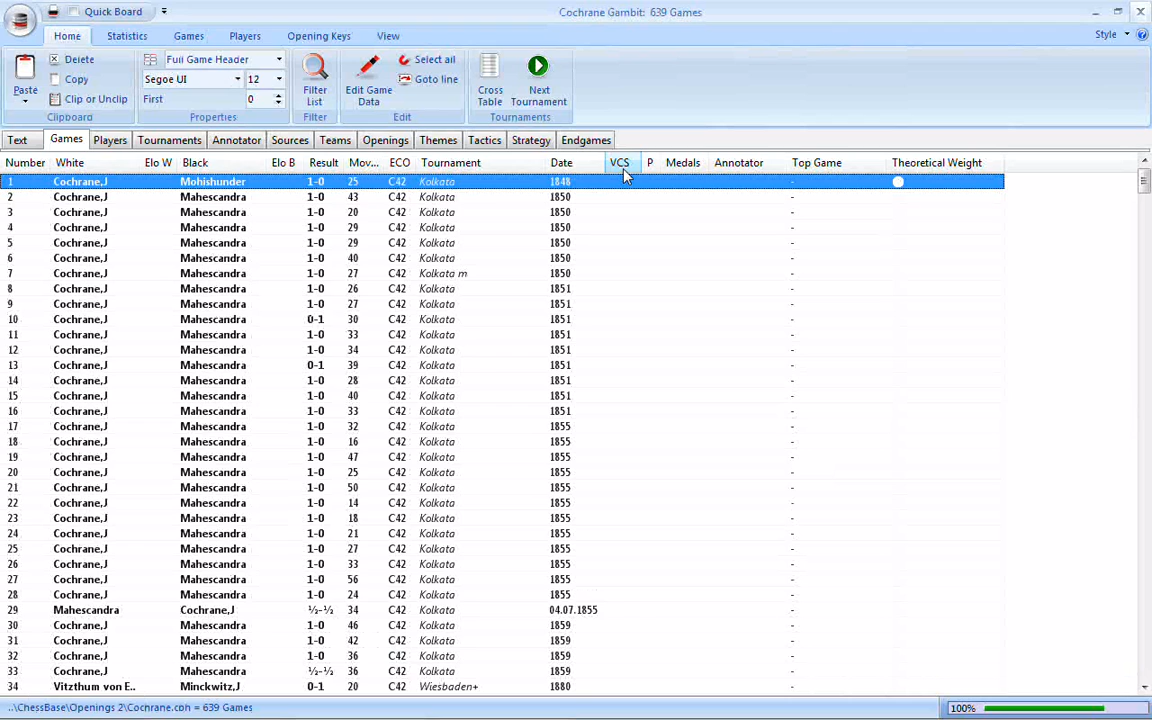 Quick Board
Cochrane Gambit: 639 Games
Home Statistics Games Players Opening Keys View Style
Paste Delete Copy Clip or Unclip Clipboard
Full Game Header Segoe UI 12 First 0 Properties
Filter List Filter
Edit Game Data Select all Goto line Edit
Cross Table Next Tournament Tournaments
Text Games Players Tournaments Annotator Sources Teams Openings Themes Tactics Strategy Endgames
Number White Elo W Black Elo B Result Mov... ECO Tournament Date VCS P Medals Annotator Top Game Theoretical Weight
1 Cochrane,J Mohishunder 1-0 25 C42 Kolkata 1848 -
2 Cochrane,J Mahescandra 1-0 43 C42 Kolkata 1850 -
3 Cochrane,J Mahescandra 1-0 20 C42 Kolkata 1850 -
4 Cochrane,J Mahescandra 1-0 29 C42 Kolkata 1850 -
5 Cochrane,J Mahescandra 1-0 29 C42 Kolkata 1850 -
6 Cochrane,J Mahescandra 1-0 40 C42 Kolkata 1850 -
7 Cochrane,J Mahescandra 1-0 27 C42 Kolkata m 1850 -
8 Cochrane,J Mahescandra 1-0 26 C42 Kolkata 1851 -
9 Cochrane,J Mahescandra 1-0 27 C42 Kolkata 1851 -
10 Cochrane,J Mahescandra 0-1 30 C42 Kolkata 1851 -
11 Cochrane,J Mahescandra 1-0 33 C42 Kolkata 1851 -
12 Cochrane,J Mahescandra 1-0 34 C42 Kolkata 1851 -
13 Cochrane,J Mahescandra 0-1 39 C42 Kolkata 1851 -
14 Cochrane,J Mahescandra 1-0 28 C42 Kolkata 1851 -
15 Cochrane,J Mahescandra 1-0 40 C42 Kolkata 1851 -
16 Cochrane,J Mahescandra 1-0 33 C42 Kolkata 1851 -
17 Cochrane,J Mahescandra 1-0 32 C42 Kolkata 1855 -
18 Cochrane,J Mahescandra 1-0 16 C42 Kolkata 1855 -
19 Cochrane,J Mahescandra 1-0 47 C42 Kolkata 1855 -
20 Cochrane,J Mahescandra 1-0 25 C42 Kolkata 1855 -
21 Cochrane,J Mahescandra 1-0 50 C42 Kolkata 1855 -
22 Cochrane,J Mahescandra 1-0 14 C42 Kolkata 1855 -
23 Cochrane,J Mahescandra 1-0 18 C42 Kolkata 1855 -
24 Cochrane,J Mahescandra 1-0 21 C42 Kolkata 1855 -
25 Cochrane,J Mahescandra 1-0 27 C42 Kolkata 1855 -
26 Cochrane,J Mahescandra 1-0 33 C42 Kolkata 1855 -
27 Cochrane,J Mahescandra 1-0 56 C42 Kolkata 1855 -
28 Cochrane,J Mahescandra 1-0 24 C42 Kolkata 1855 -
29 Mahescandra Cochrane,J ½-½ 34 C42 Kolkata 04.07.1855 -
30 Cochrane,J Mahescandra 1-0 46 C42 Kolkata 1859 -
31 Cochrane,J Mahescandra 1-0 42 C42 Kolkata 1859 -
32 Cochrane,J Mahescandra 1-0 36 C42 Kolkata 1859 -
33 Cochrane,J Mahescandra ½-½ 36 C42 Kolkata 1859 -
34 Vitzthum von E.. Minckwitz,J 0-1 20 C42 Wiesbaden+ 1880 -
..\ChessBase\Openings 2\Cochrane.cbh = 639 Games 100%